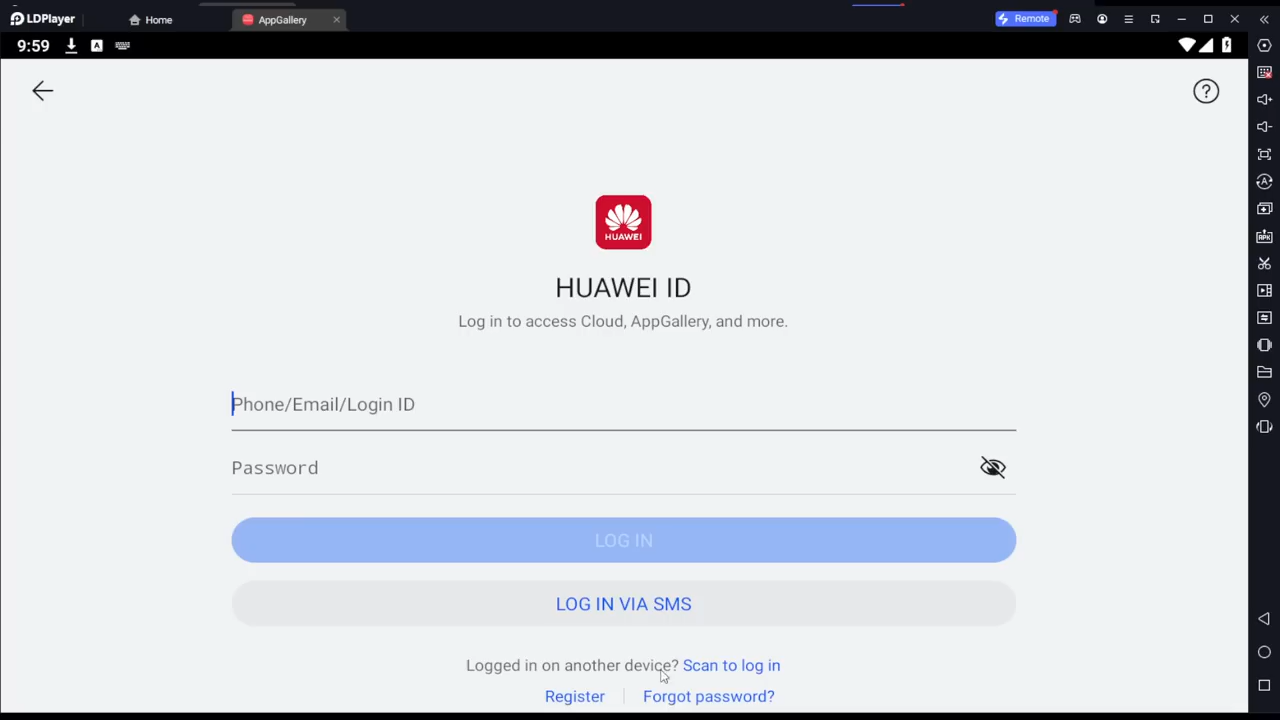 LDPlayer
Home
AppGallery
Remote
9:59
A
HUAWEI
HUAWEI ID
Log in to access Cloud, AppGallery, and more.
Phone/Email/Login ID
Password
LOG IN
LOG IN VIA SMS
Logged in on another device? Scan to log in
Register
Forgot password?